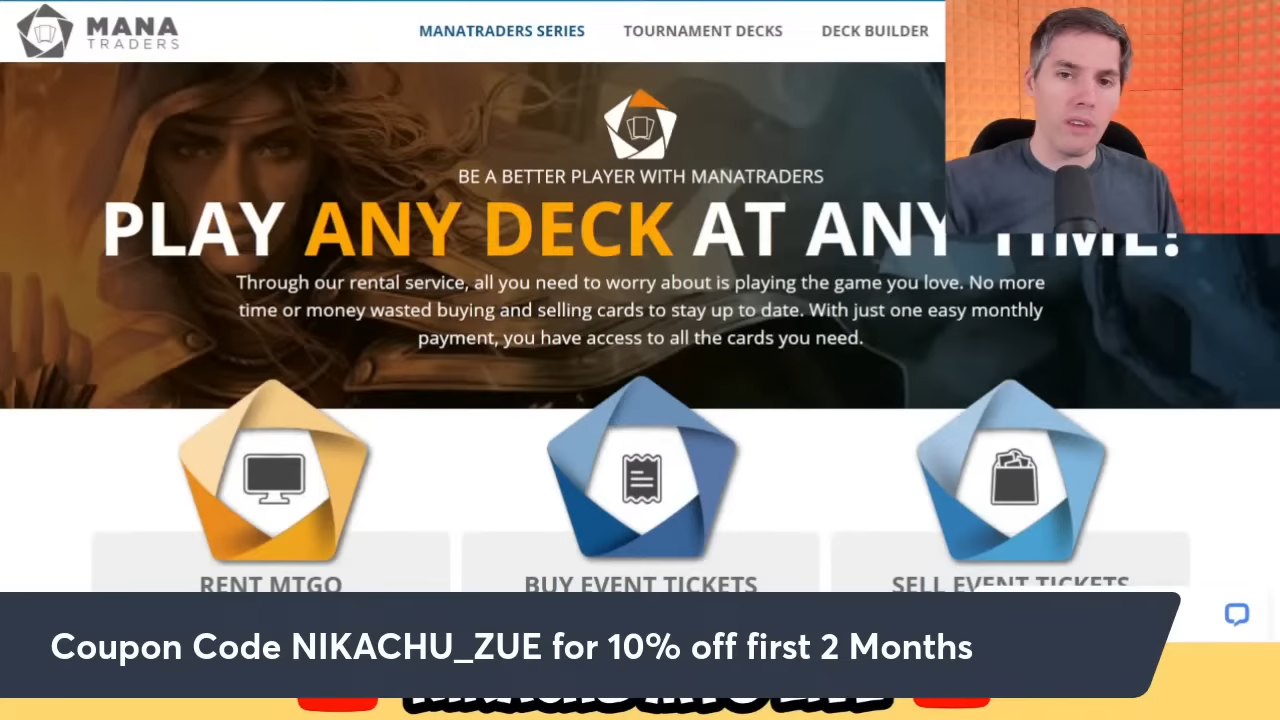 MANA
TRADERS
MANATRADERS SERIES
TOURNAMENT DECKS
DECK BUILDER
BE A BETTER PLAYER WITH MANATRADERS
PLAY ANY DECK AT ANY TIME!
Through our rental service, all you need to worry about is playing the game you love. No more
time or money wasted buying and selling cards to stay up to date. With just one easy monthly
payment, you have access to all the cards you need.
RENT MTGO
BUY EVENT TICKETS
SELL EVENT TICKETS
Coupon Code NIKACHU_ZUE for 10% off first 2 Months